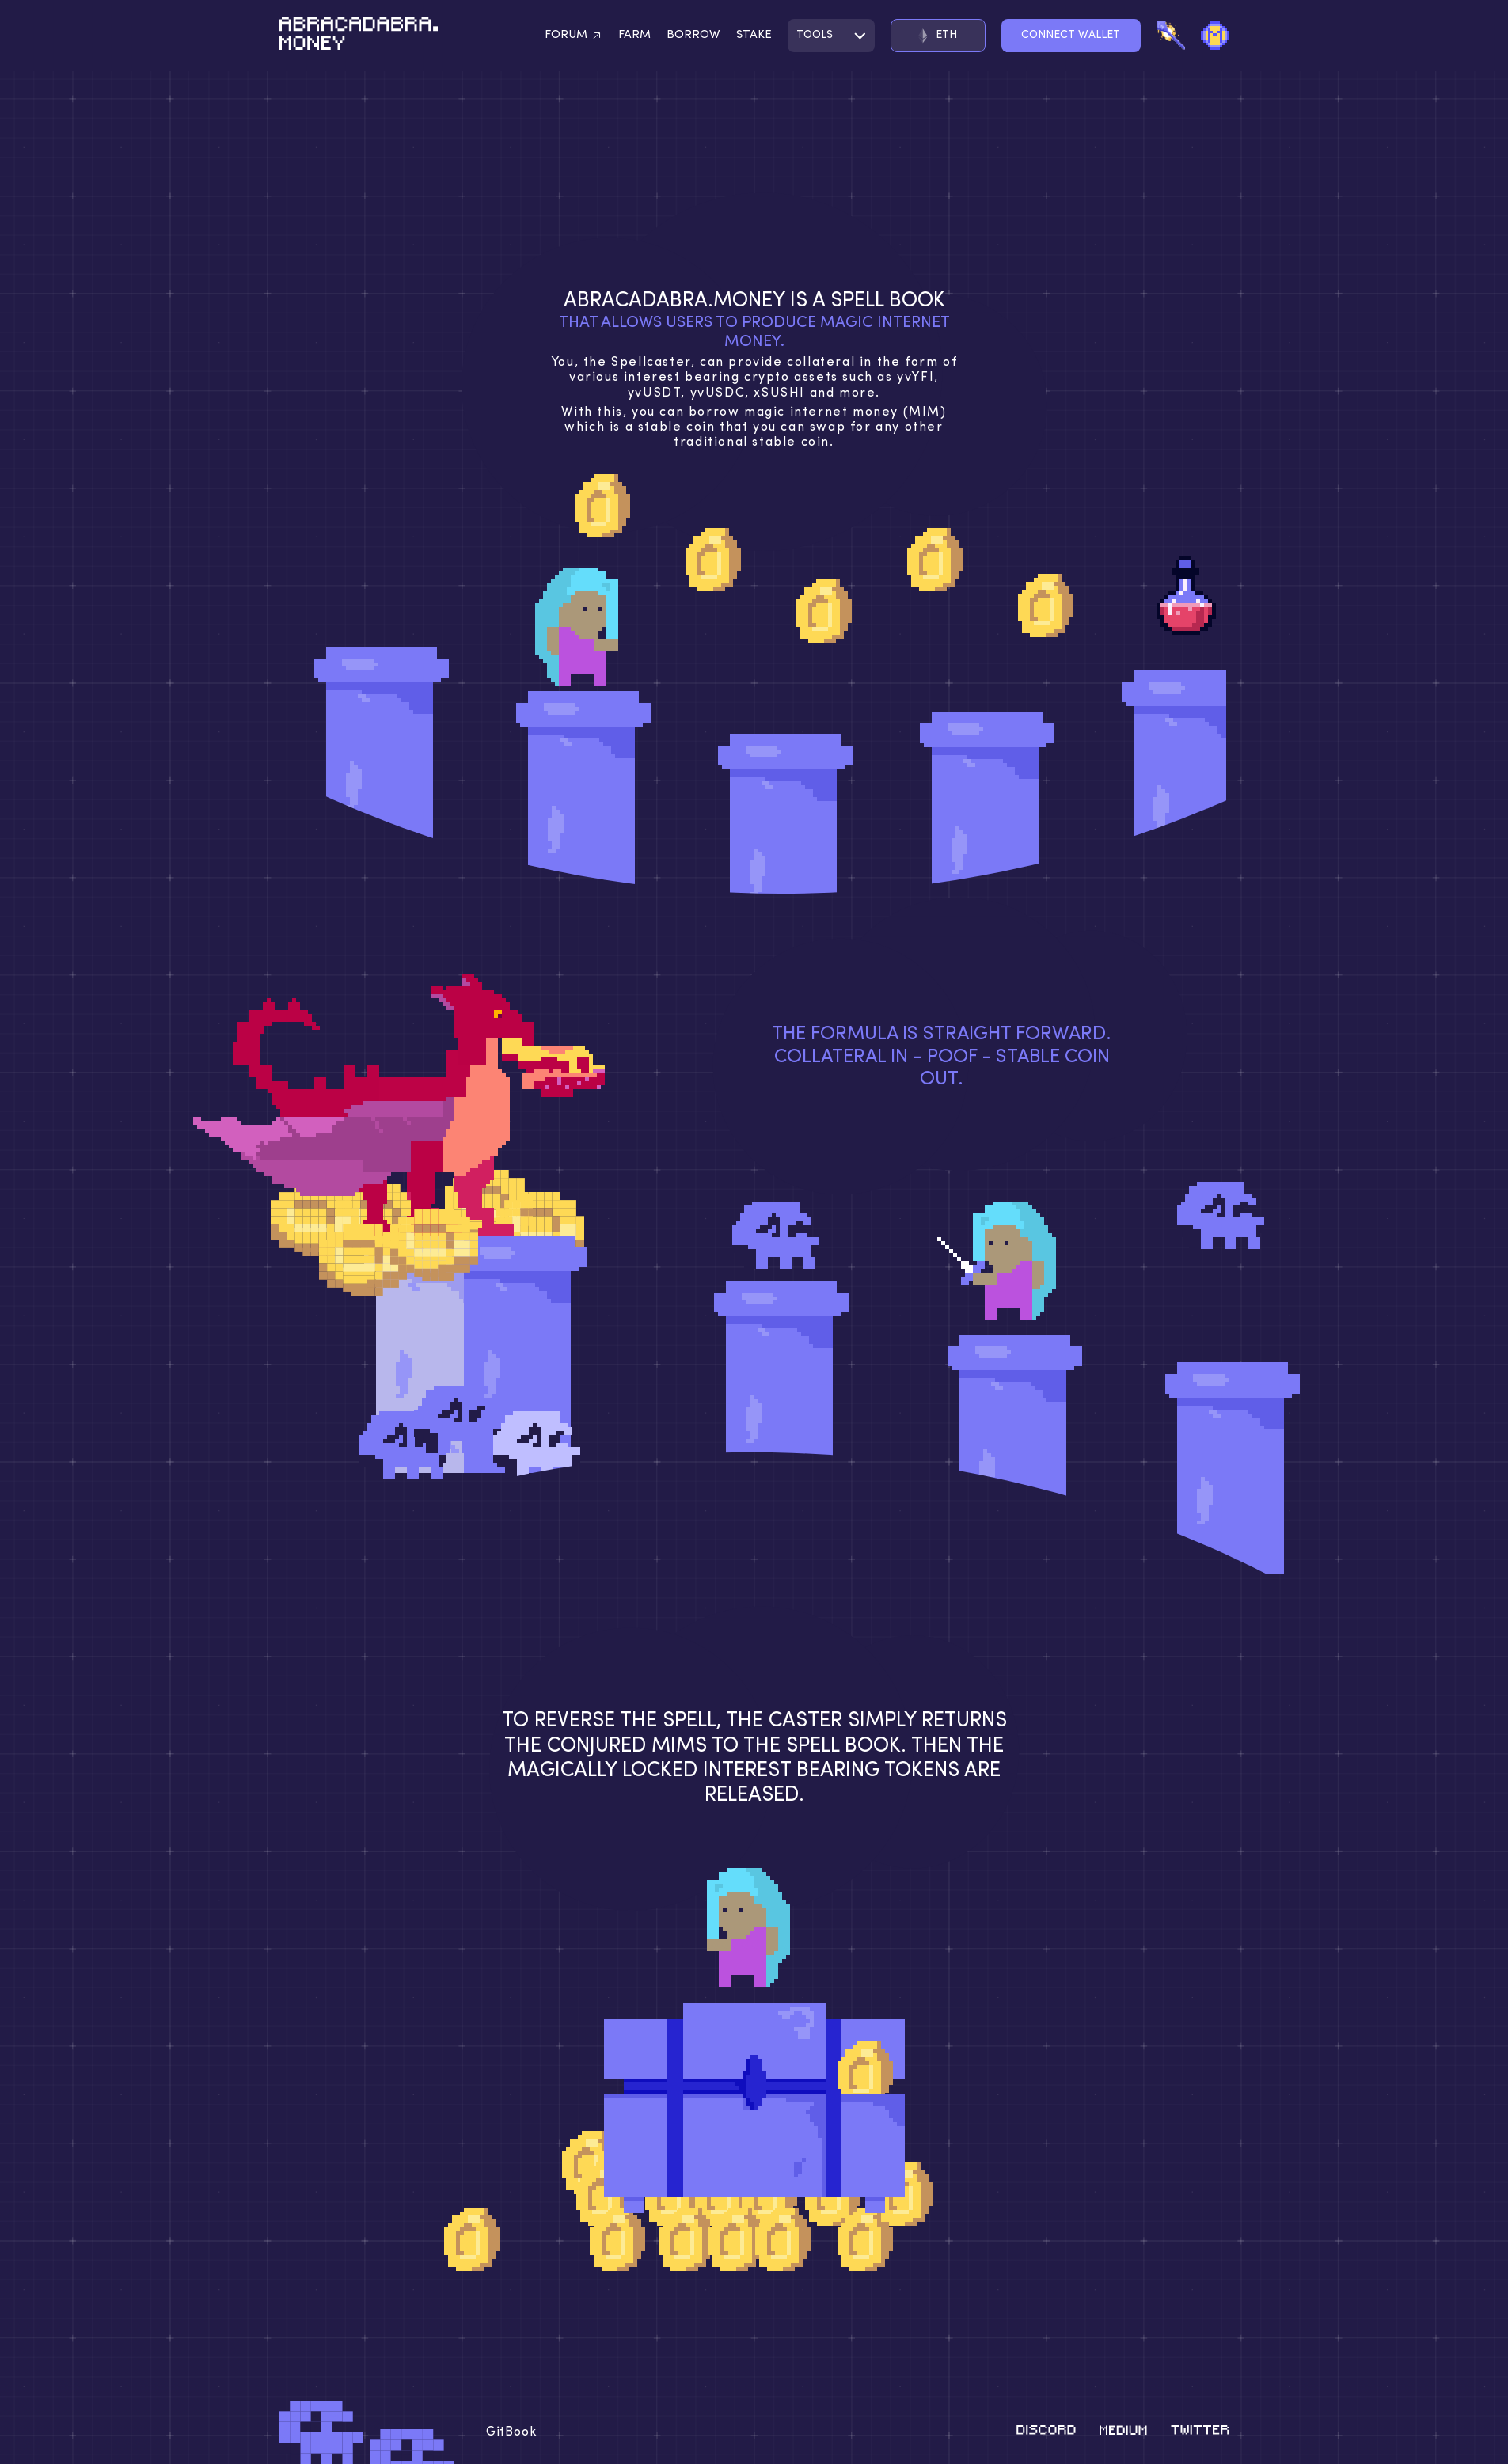 ABRACADABRA.
MONEY
FORUM FARM BORROW STAKE TOOLS ETH CONNECT WALLET
ABRACADABRA.MONEY IS A SPELL BOOK
THAT ALLOWS USERS TO PRODUCE MAGIC INTERNET
MONEY.
You, the Spellcaster, can provide collateral in the form of
various interest bearing crypto assets such as yvYFI,
yvUSDT, yvUSDC, xSUSHI and more.
With this, you can borrow magic internet money (MIM)
which is a stable coin that you can swap for any other
traditional stable coin.
THE FORMULA IS STRAIGHT FORWARD.
COLLATERAL IN - POOF - STABLE COIN
OUT.
TO REVERSE THE SPELL, THE CASTER SIMPLY RETURNS
THE CONJURED MIMS TO THE SPELL BOOK. THEN THE
MAGICALLY LOCKED INTEREST BEARING TOKENS ARE
RELEASED.
GitBook DISCORD MEDIUM TWITTER